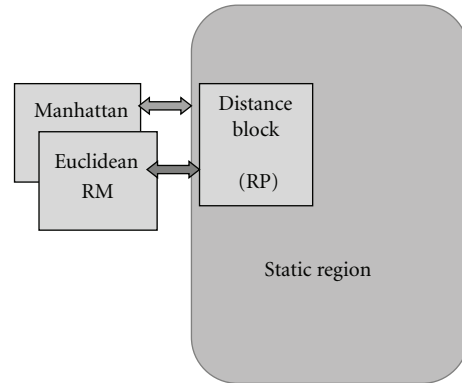 Manhattan
Euclidean
RM
Distance
block
(RP)
Static region